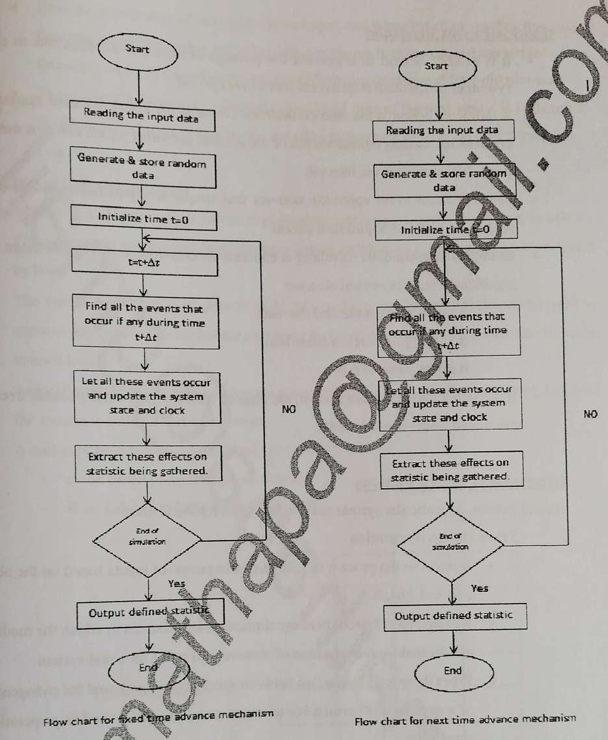 Start
Reading the input data
Generate & store random
data
Initialize time t=0
t=t+Δt
Find all the events that
occur if any during time
t+Δt
Let all these events occur
and update the system
state and clock
Extract these effects on
statistic being gathered.
NO
End of
simulation
Yes
Output defined statistic
End
Flow chart for fixed time advance mechanism
Start
Reading the input data
Generate & store random
data
Initialize time t=0
Find all the events that
occur if any during time
t+Δt
Let all these events occur
and update the system
state and clock
Extract these effects on
statistic being gathered.
NO
End of
simulation
Yes
Output defined statistic
End
Flow chart for next time advance mechanism
mathapa@gmail.com